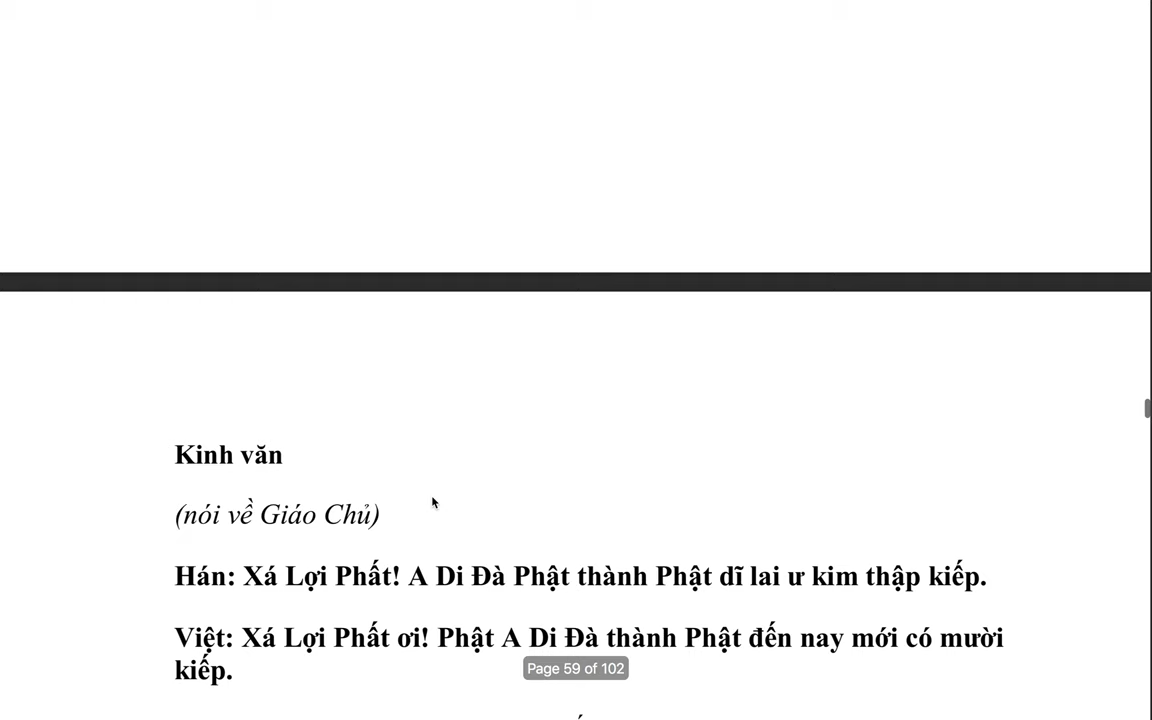 Kinh văn
(nói về Giáo Chủ)
Hán: Xá Lợi Phất! A Di Đà Phật thành Phật dĩ lai ư kim thập kiếp.
Việt: Xá Lợi Phất ơi! Phật A Di Đà thành Phật đến nay mới có mười
kiếp.
Page 59 of 102